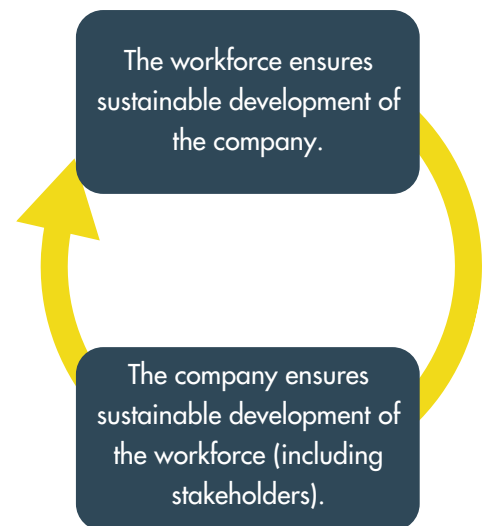 The workforce ensures
sustainable development of
the company.
The company ensures
sustainable development of
the workforce (including
stakeholders).